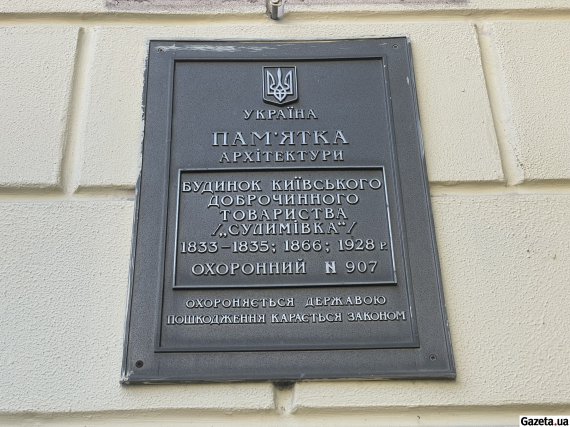 УКРАЇНА
ПАМ'ЯТКА
АРХІТЕКТУРИ
БУДИНОК КИЇВСЬКОГО
ДОБРОЧИННОГО
ТОВАРИСТВА
/„СУЛИМІВКА"/
1833-1835; 1866; 1928 р.
ОХОРОННИЙ N 907
ОХОРОНЯЄТЬСЯ ДЕРЖАВОЮ
ПОШКОДЖЕННЯ КАРАЄТЬСЯ ЗАКОНОМ
Gazeta.ua